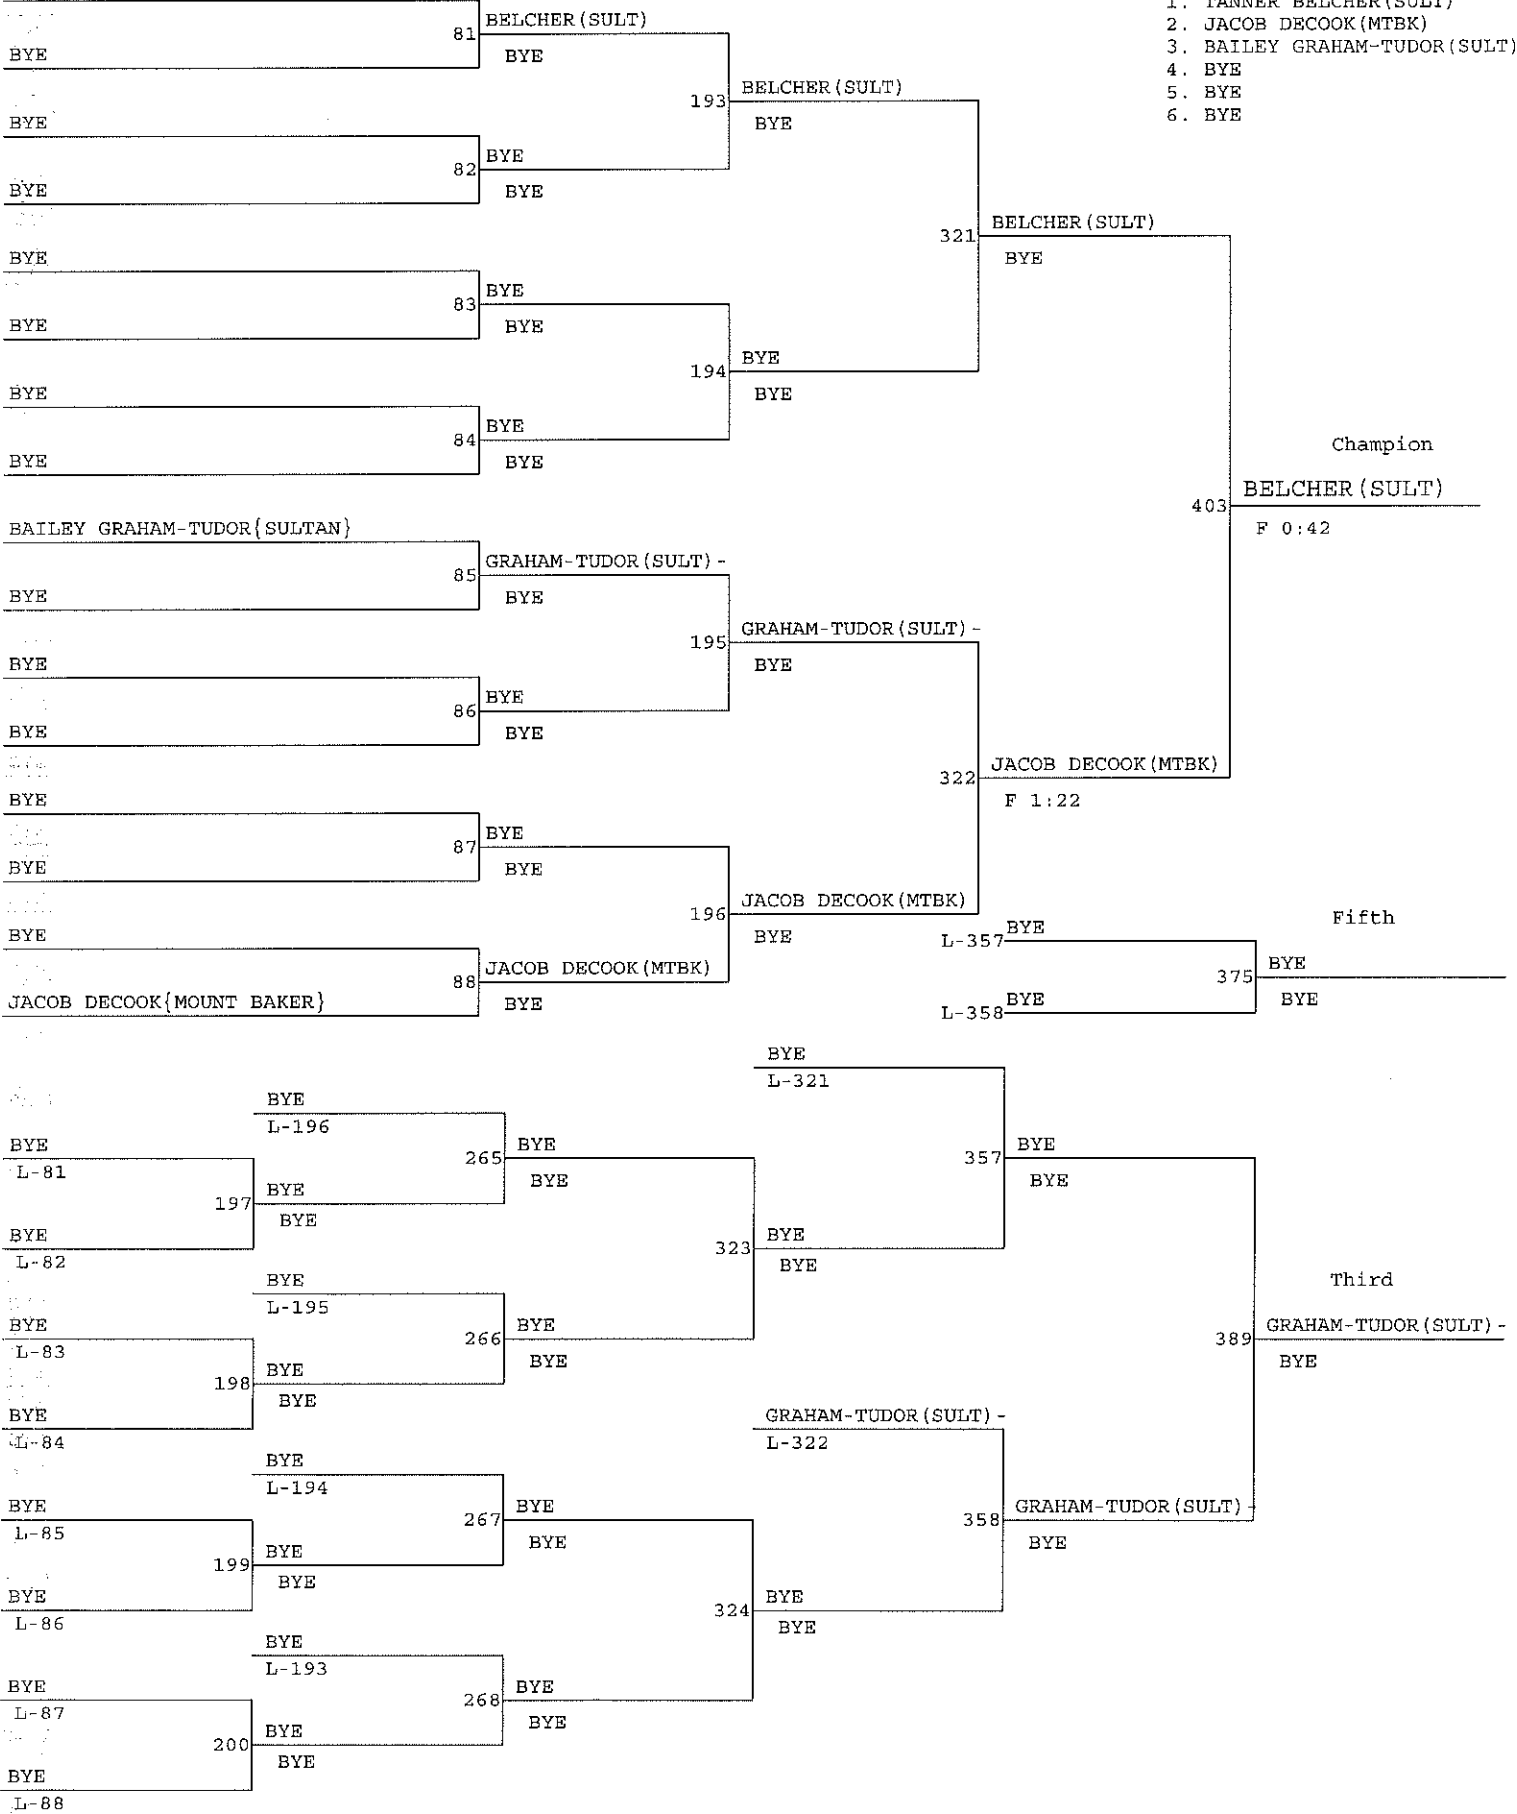 1. TANNER BELCHER(SULT)
2. JACOB DECOOK(MTBK)
3. BAILEY GRAHAM-TUDOR(SULT)
4. BYE
5. BYE
6. BYE
BELCHER(SULT)
81
BYE
BYE
BELCHER(SULT)
193
BYE
BYE
BYE
82
BYE
BYE
BELCHER(SULT)
321
BYE
BYE
BYE
83
BYE
BYE
BYE
194
BYE
BYE
BYE
84
BYE
BYE
Champion
BELCHER(SULT)
403
F 0:42
BAILEY GRAHAM-TUDOR{SULTAN}
GRAHAM-TUDOR(SULT)-
85
BYE
BYE
GRAHAM-TUDOR(SULT)-
195
BYE
BYE
BYE
86
BYE
BYE
JACOB DECOOK(MTBK)
322
F 1:22
BYE
BYE
87
BYE
BYE
JACOB DECOOK(MTBK)
196
BYE
BYE
JACOB DECOOK(MTBK)
88
BYE
JACOB DECOOK{MOUNT BAKER}
Fifth
BYE
L-357
BYE
375
BYE
BYE
L-358
BYE
L-321
BYE
L-196
BYE
L-81
BYE
265
BYE
BYE
357
BYE
197
BYE
BYE
BYE
L-82
BYE
323
BYE
BYE
L-195
Third
BYE
L-83
BYE
266
BYE
GRAHAM-TUDOR(SULT)-
389
BYE
198
BYE
BYE
BYE
L-84
GRAHAM-TUDOR(SULT)-
L-322
BYE
L-194
BYE
L-85
BYE
267
BYE
GRAHAM-TUDOR(SULT)-
358
BYE
199
BYE
BYE
BYE
L-86
BYE
324
BYE
BYE
L-193
BYE
L-87
BYE
268
BYE
200
BYE
BYE
BYE
L-88